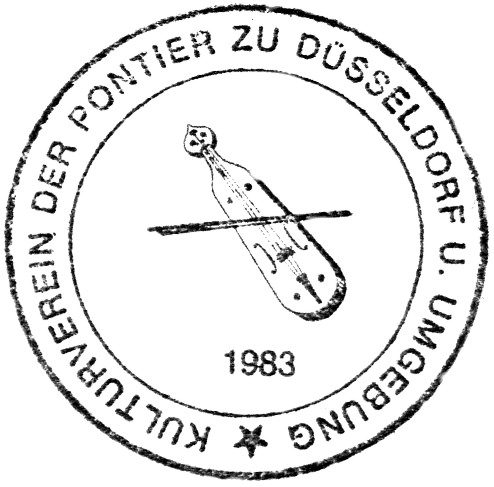 KULTURVEREIN DER PONTIER ZU DÜSSELDORF U. UMGEBUNG
1983